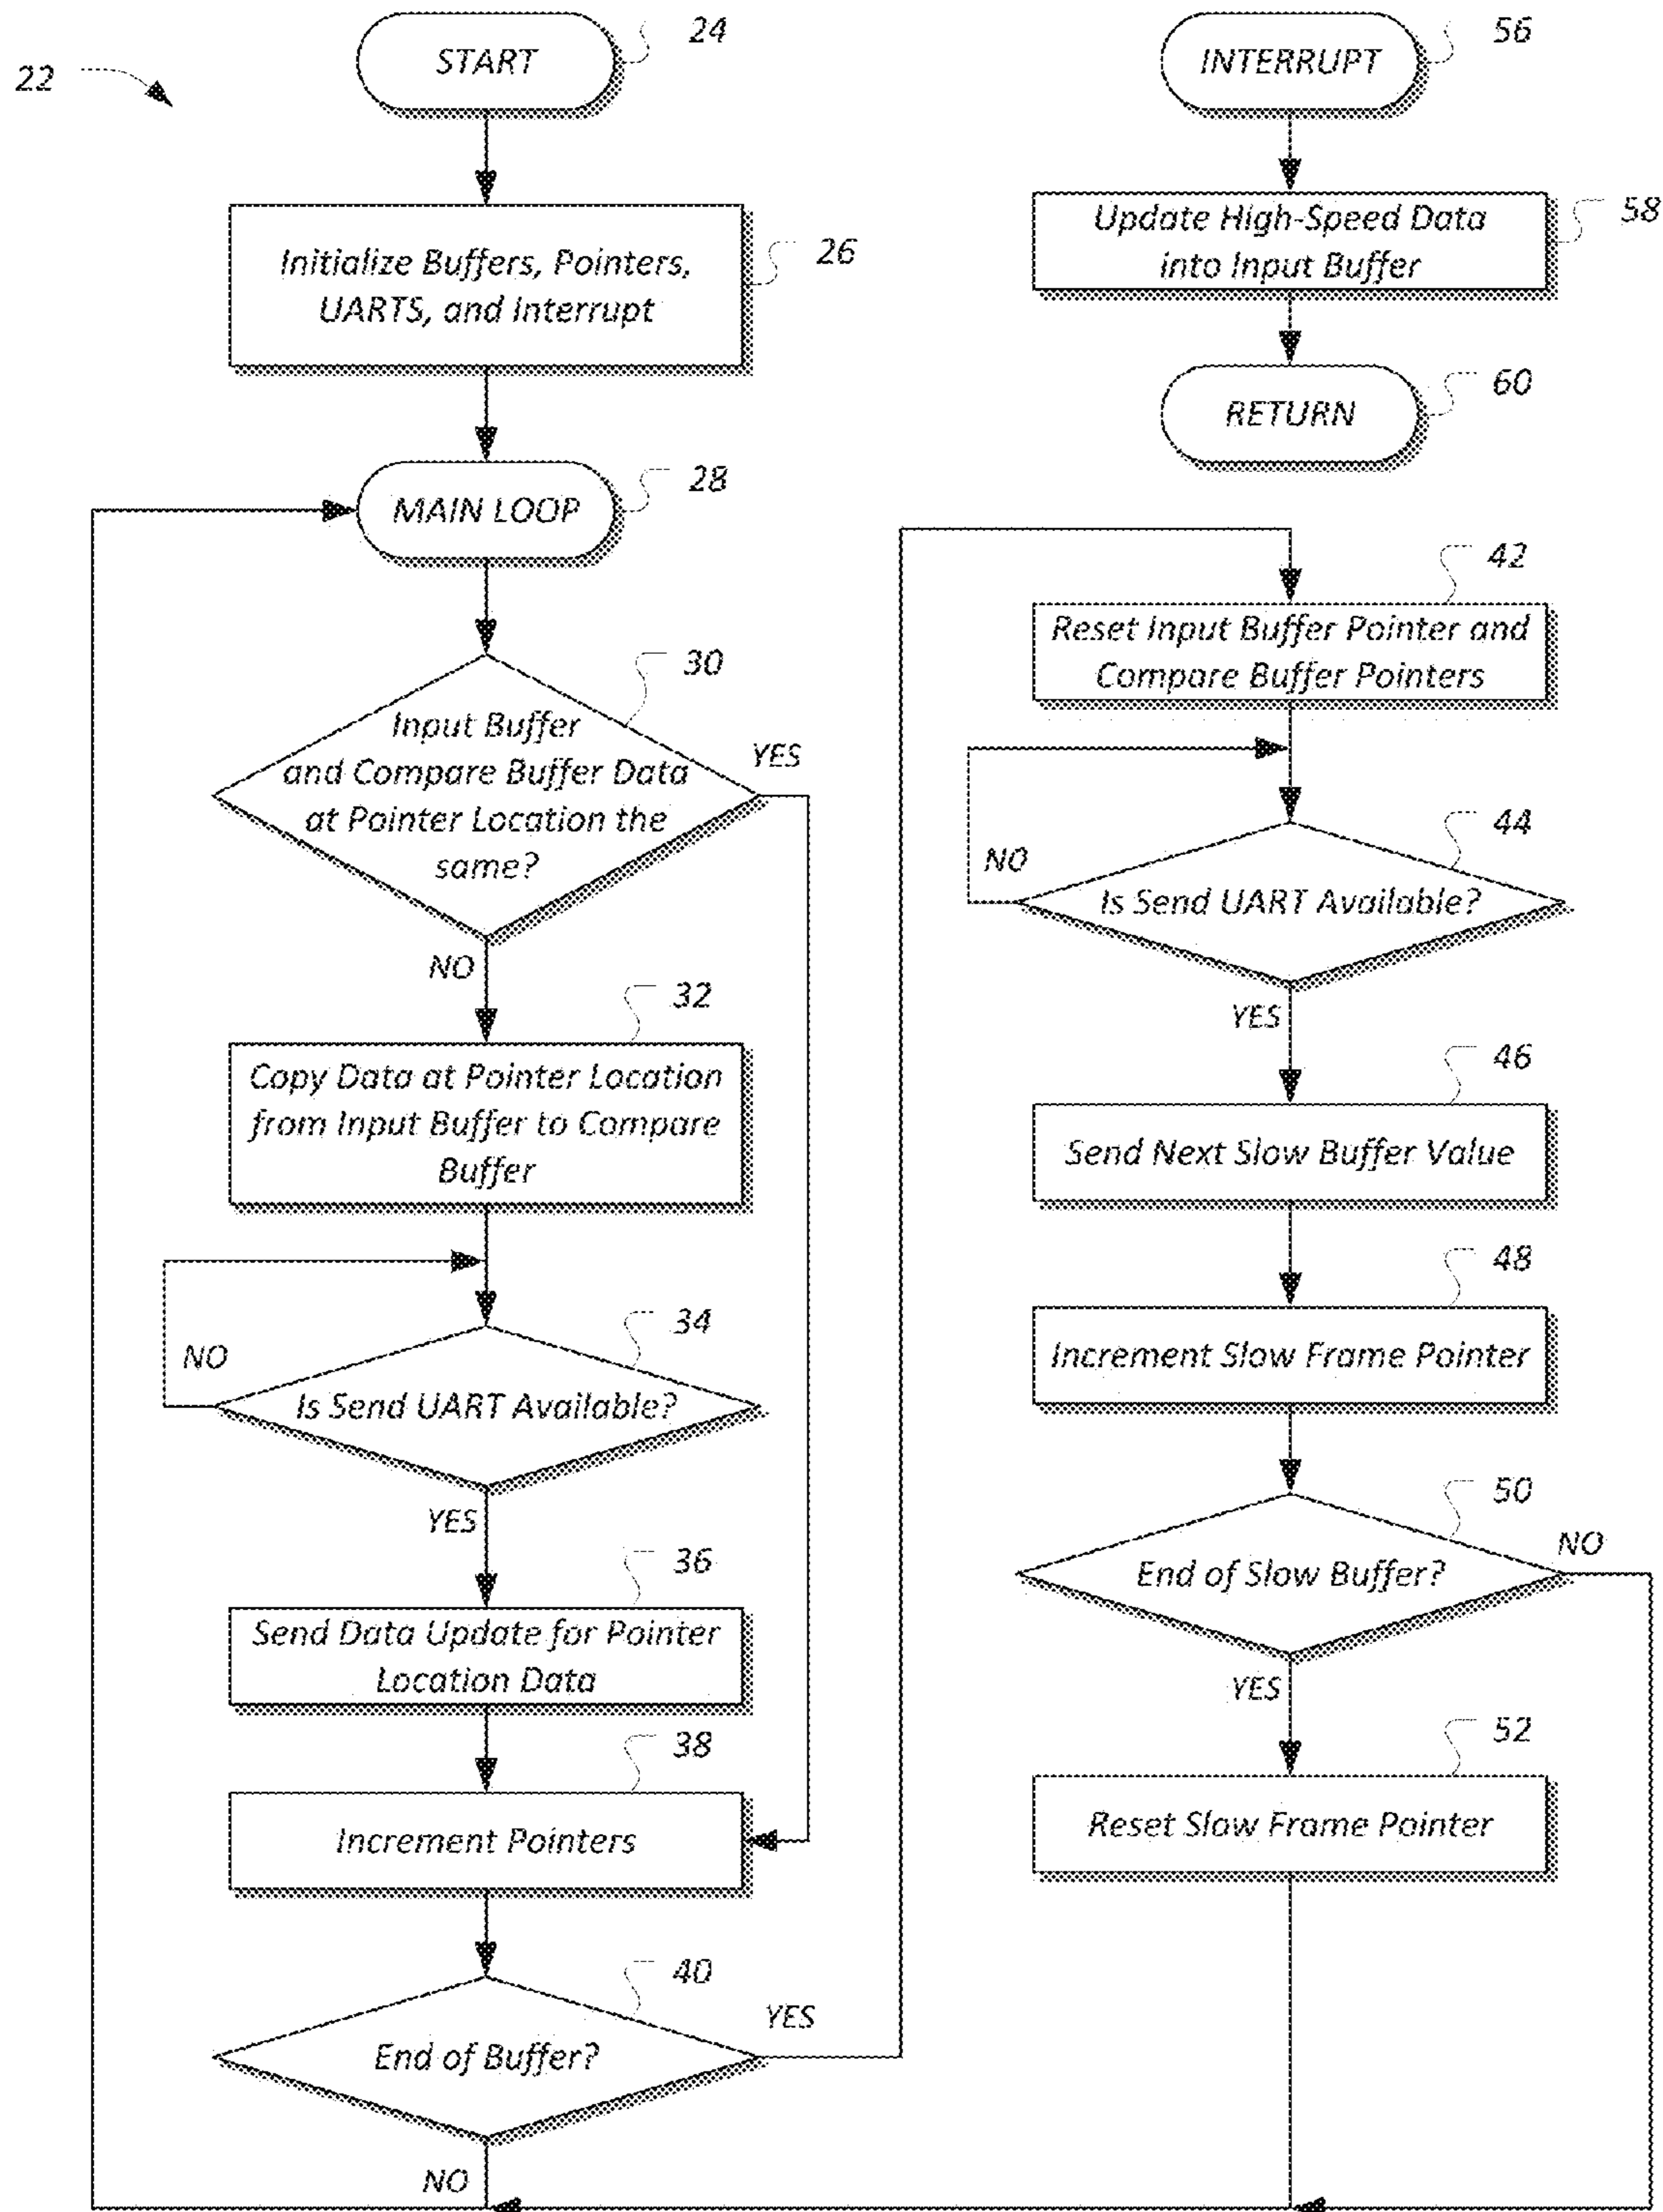 22
START
24
Initialize Buffers, Pointers,
UARTS, and Interrupt
26
MAIN LOOP
28
Input Buffer
and Compare Buffer Data
at Pointer Location the
same?
30
YES
NO
Copy Data at Pointer Location
from Input Buffer to Compare
Buffer
32
Is Send UART Available?
34
NO
YES
Send Data Update for Pointer
Location Data
36
Increment Pointers
38
End of Buffer?
40
YES
NO
INTERRUPT
56
Update High-Speed Data
into Input Buffer
58
RETURN
60
Reset Input Buffer Pointer and
Compare Buffer Pointers
42
Is Send UART Available?
44
NO
YES
Send Next Slow Buffer Value
46
Increment Slow Frame Pointer
48
End of Slow Buffer?
50
NO
YES
Reset Slow Frame Pointer
52